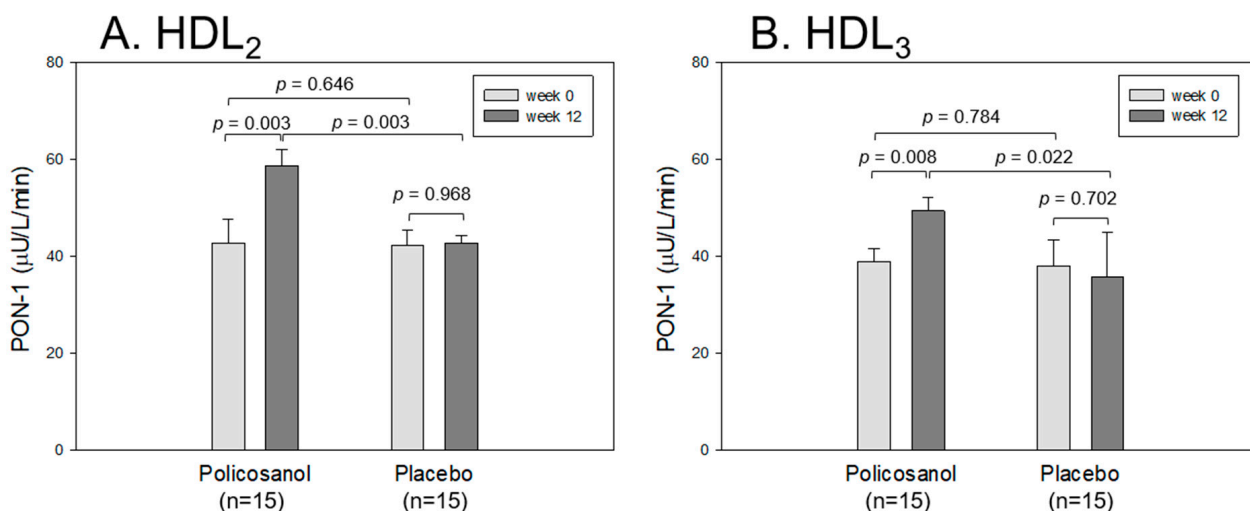 A. HDL₂
PON-1 (μU/L/min)
80
60
40
20
0
week 0
week 12
p = 0.646
p = 0.003
p = 0.003
p = 0.968
Policosanol
(n=15)
Placebo
(n=15)
B. HDL₃
PON-1 (μU/L/min)
80
60
40
20
0
week 0
week 12
p = 0.784
p = 0.008
p = 0.022
p = 0.702
Policosanol
(n=15)
Placebo
(n=15)